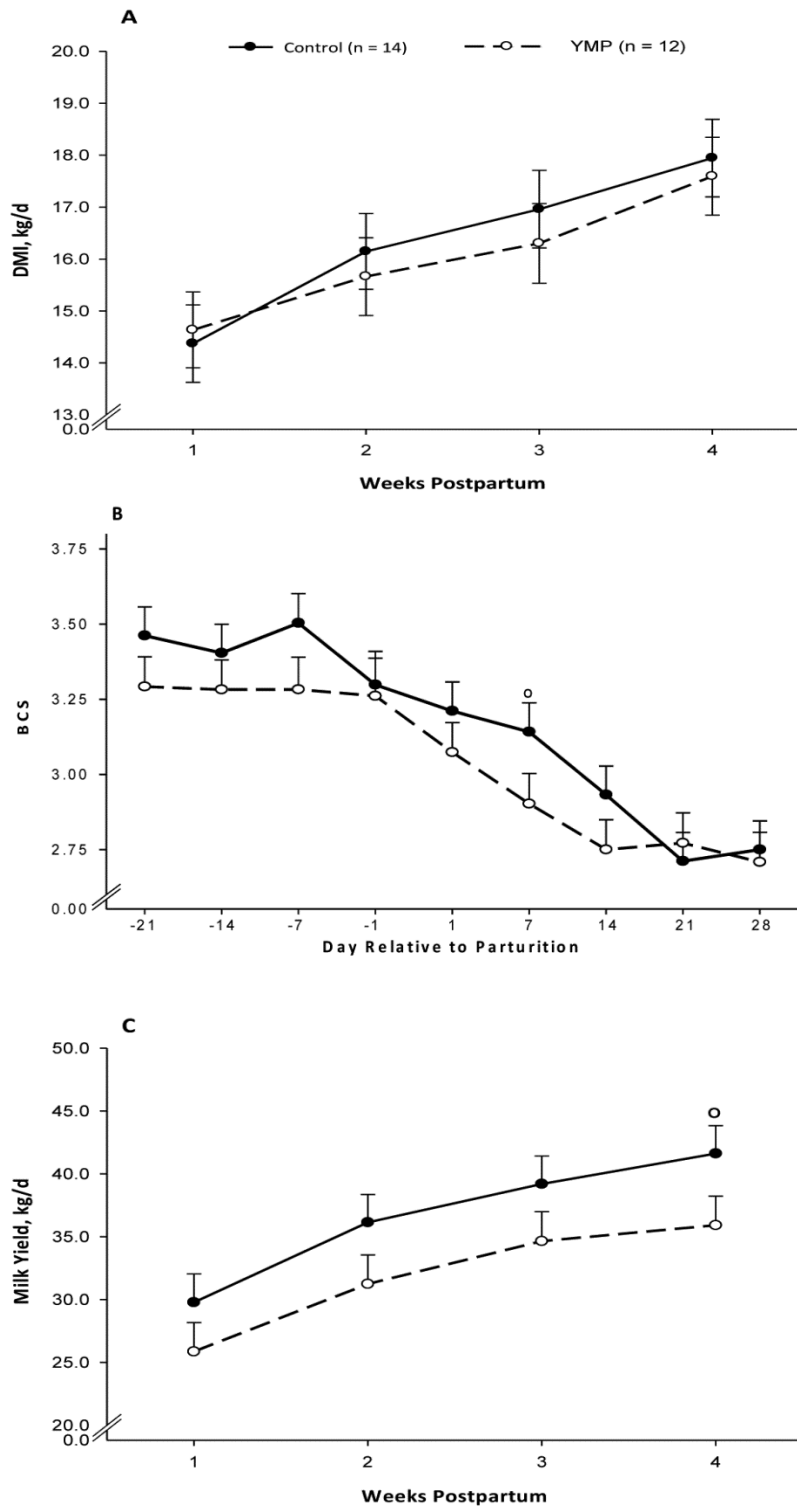 A
Control (n = 14) YMP (n = 12)
20.0
19.0
18.0
17.0
16.0
15.0
14.0
13.0
0.0
DMI, kg/d
1 2 3 4
Weeks Postpartum
B
3.75
3.50
3.25
3.00
2.75
0.00
BCS
-21 -14 -7 -1 1 7 14 21 28
Day Relative to Parturition
C
50.0
45.0
40.0
35.0
30.0
25.0
20.0
0.0
Milk Yield, kg/d
1 2 3 4
Weeks Postpartum